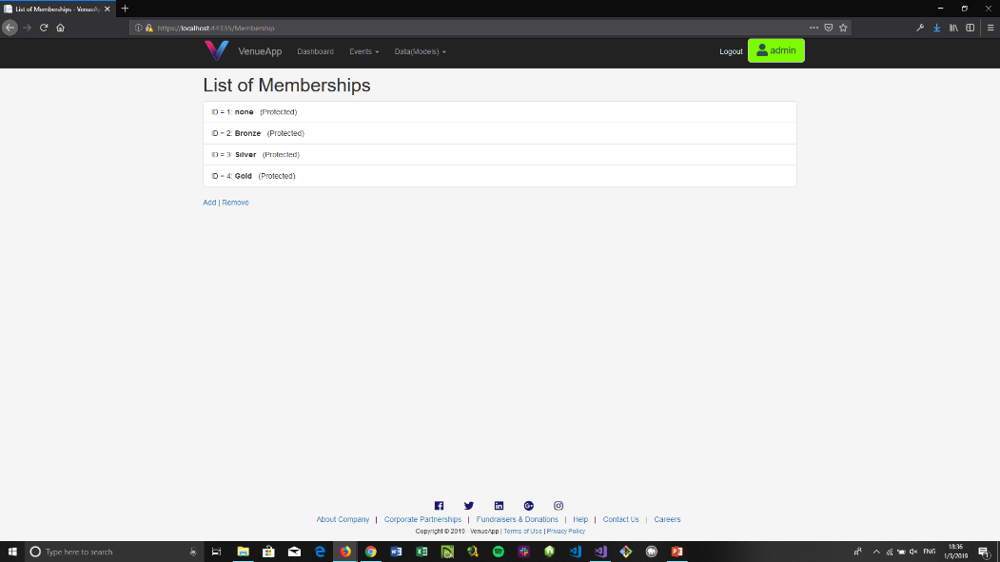 List of Memberships - VenueAp
https://localhost:44335/Membership
VenueApp Dashboard Events Data(Models) Logout admin
List of Memberships
ID = 1: none (Protected)
ID = 2: Bronze (Protected)
ID = 3: Silver (Protected)
ID = 4: Gold (Protected)
Add | Remove
About Company | Corporate Partnerships | Fundraisers & Donations | Help | Contact Us | Careers
Copyright © 2019 - VenueApp | Terms of Use | Privacy Policy
Type here to search
ENG
18:36
1/3/2019